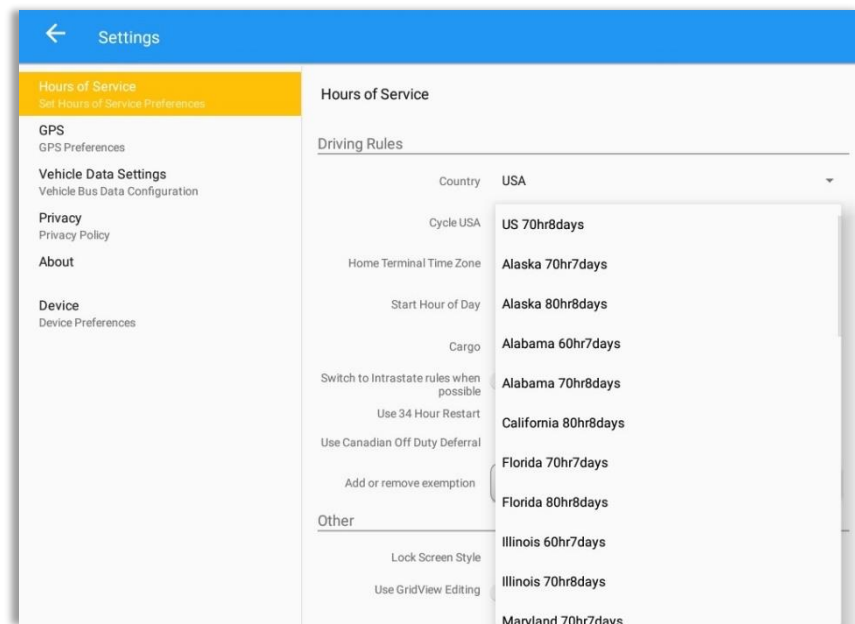 Settings
Hours of Service
Set Hours of Service Preferences
GPS
GPS Preferences
Vehicle Data Settings
Vehicle Bus Data Configuration
Privacy
Privacy Policy
About
Device
Device Preferences
Hours of Service
Driving Rules
Country USA
Cycle USA
Home Terminal Time Zone
Start Hour of Day
Cargo
Switch to Intrastate rules when
possible
Use 34 Hour Restart
Use Canadian Off Duty Deferral
Add or remove exemption
Other
Lock Screen Style
Use GridView Editing
US 70hr8days
Alaska 70hr7days
Alaska 80hr8days
Alabama 60hr7days
Alabama 70hr8days
California 80hr8days
Florida 70hr7days
Florida 80hr8days
Illinois 60hr7days
Illinois 70hr8days
Maryland 70hr7days